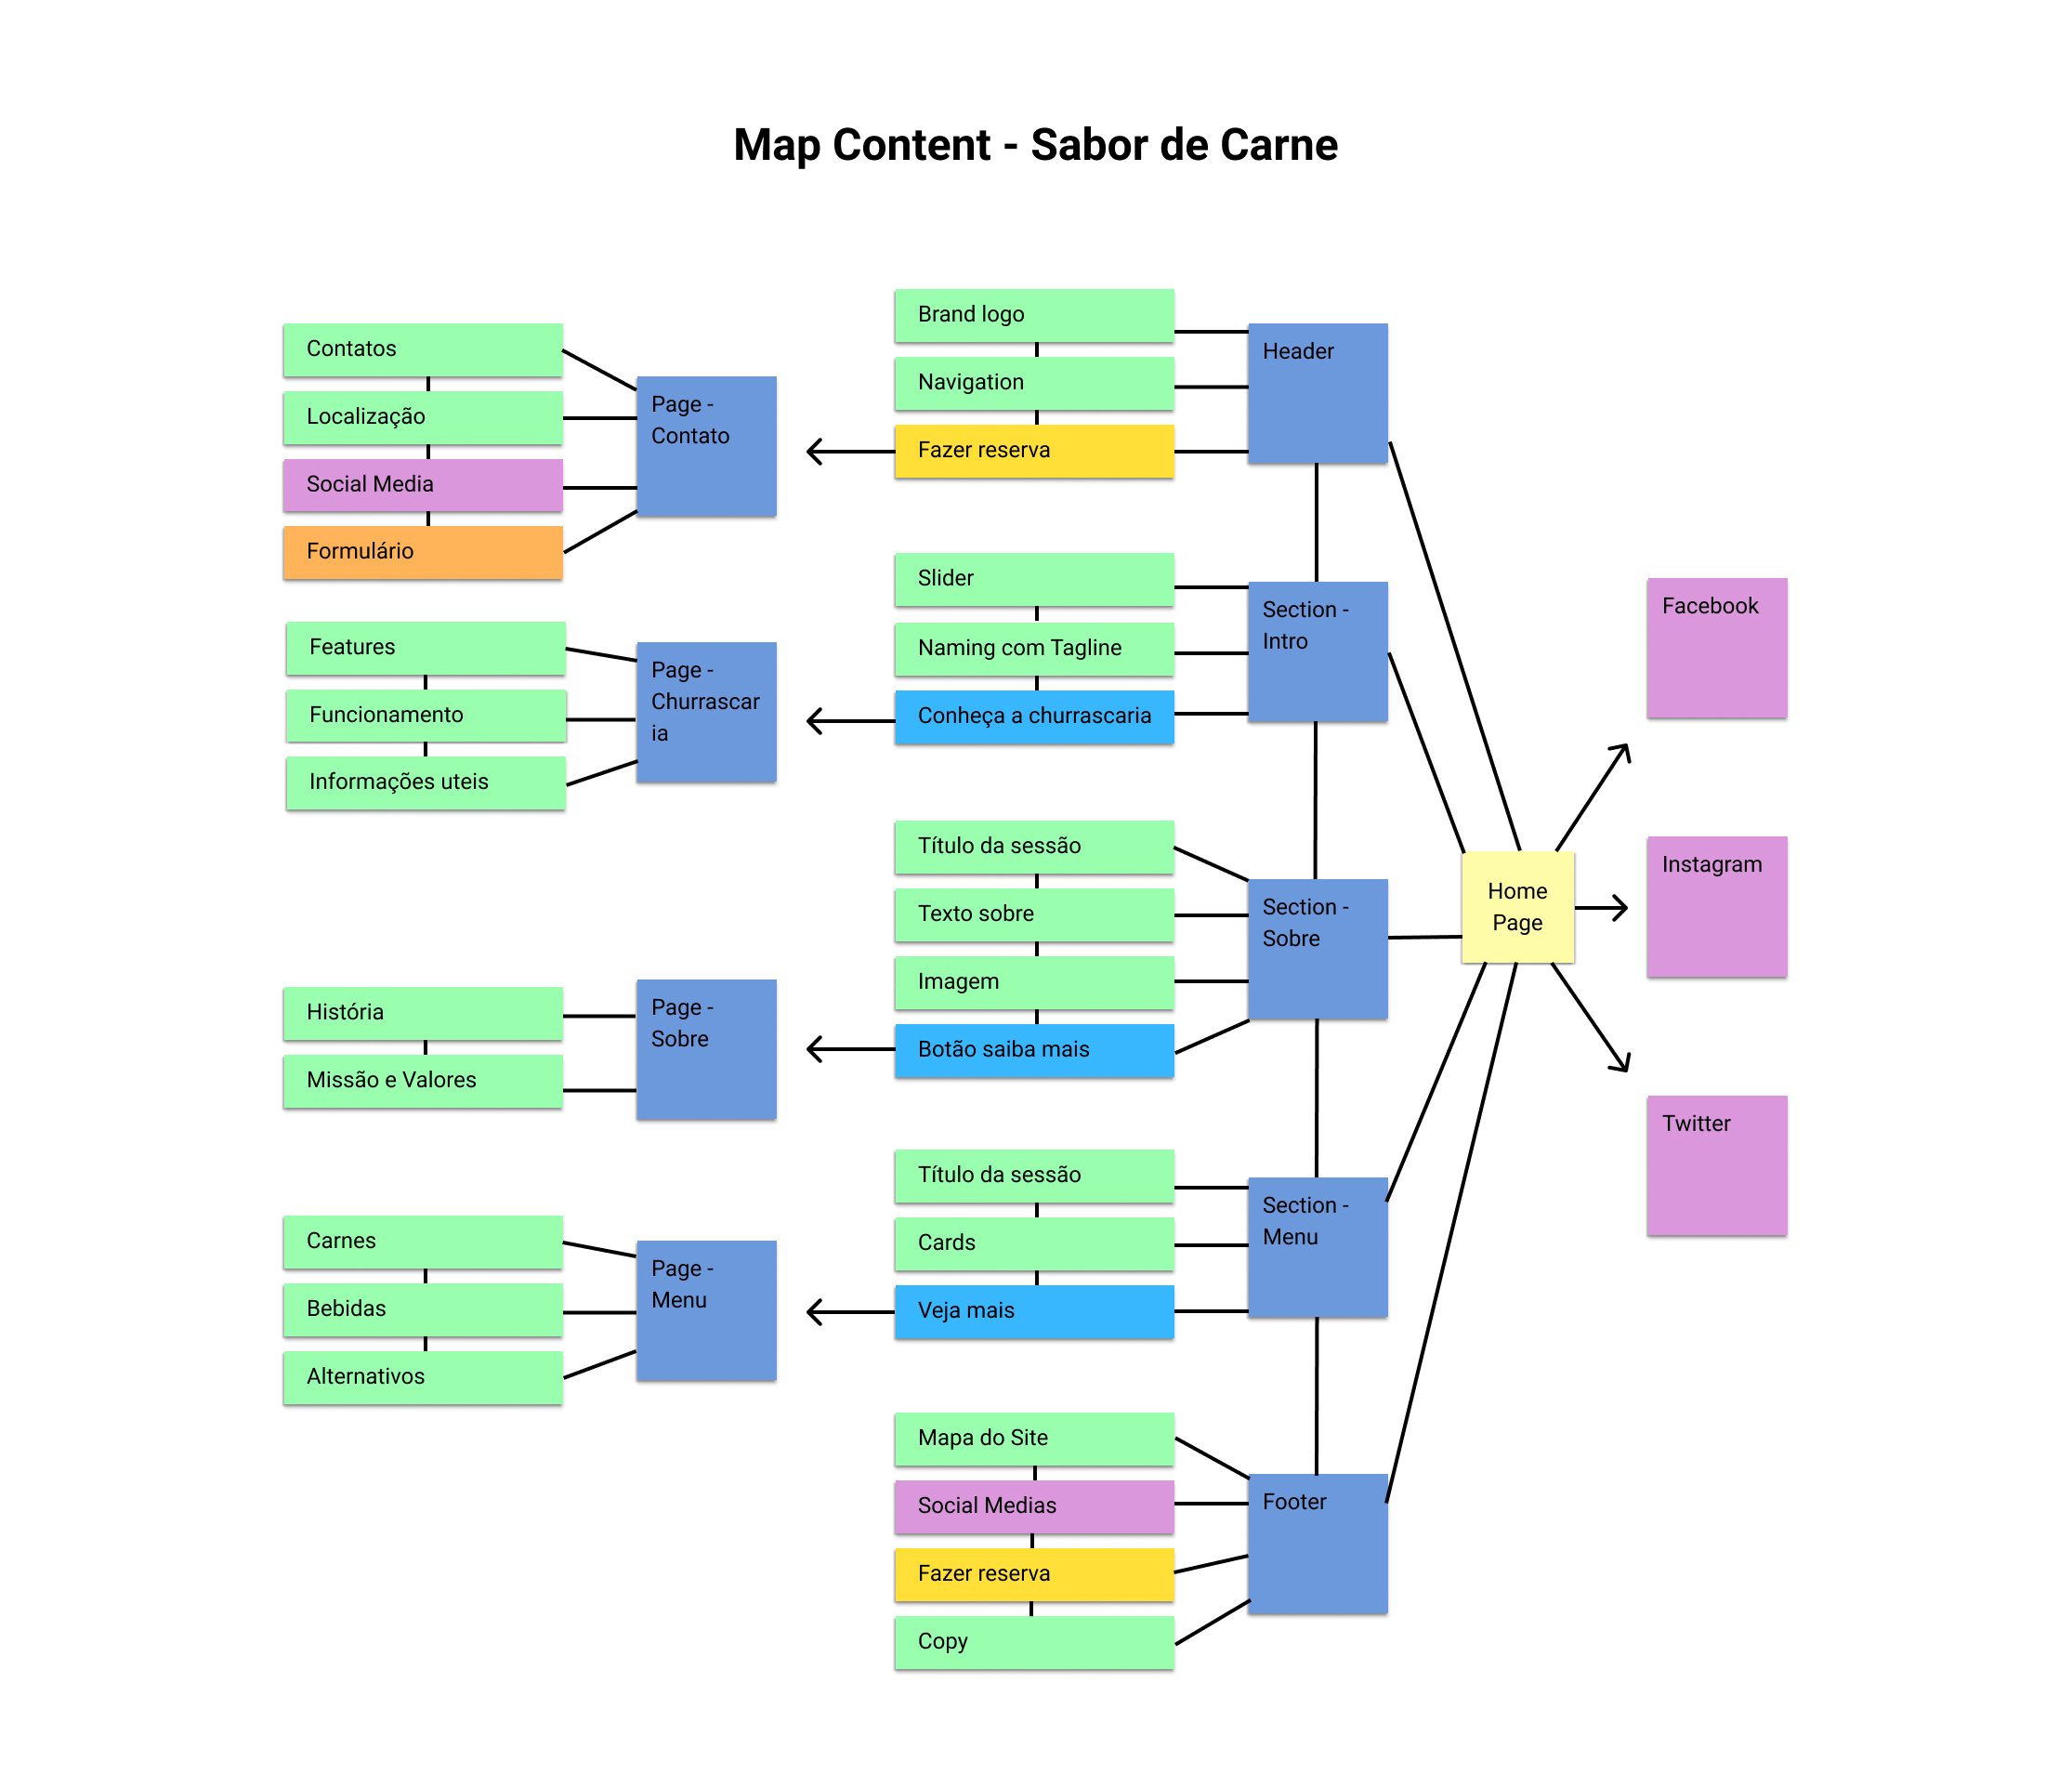 Map Content - Sabor de Carne
Contatos
Localização
Social Media
Formulário
Page -
Contato
Features
Funcionamento
Informações uteis
Page -
Churrascar
ia
História
Missão e Valores
Page -
Sobre
Carnes
Bebidas
Alternativos
Page -
Menu
Brand logo
Navigation
Fazer reserva
Header
Slider
Naming com Tagline
Conheça a churrascaria
Section -
Intro
Título da sessão
Texto sobre
Imagem
Botão saiba mais
Section -
Sobre
Título da sessão
Cards
Veja mais
Section -
Menu
Mapa do Site
Social Medias
Fazer reserva
Copy
Footer
Home
Page
Facebook
Instagram
Twitter